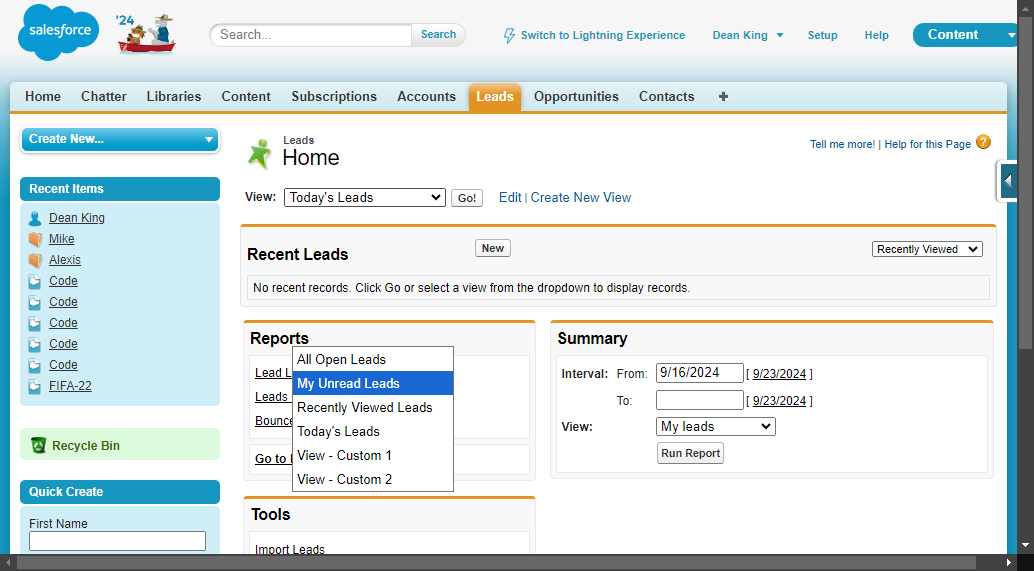 salesforce
'24
Search...
Search
Switch to Lightning Experience
Dean King
Setup
Help
Content
Home
Chatter
Libraries
Content
Subscriptions
Accounts
Leads
Opportunities
Contacts
+
Create New...
Recent Items
Dean King
Mike
Alexis
Code
Code
Code
Code
Code
FIFA-22
Recycle Bin
Quick Create
First Name
Leads
Home
Tell me more! | Help for this Page ?
View: Today's Leads Go! Edit | Create New View
Recent Leads
New
Recently Viewed
No recent records. Click Go or select a view from the dropdown to display records.
Reports
Lead L
Leads
Bounce
Go to
All Open Leads
My Unread Leads
Recently Viewed Leads
Today's Leads
View - Custom 1
View - Custom 2
Tools
Import Leads
Summary
Interval: From: 9/16/2024 [ 9/23/2024 ]
To: [ 9/23/2024 ]
View: My leads
Run Report